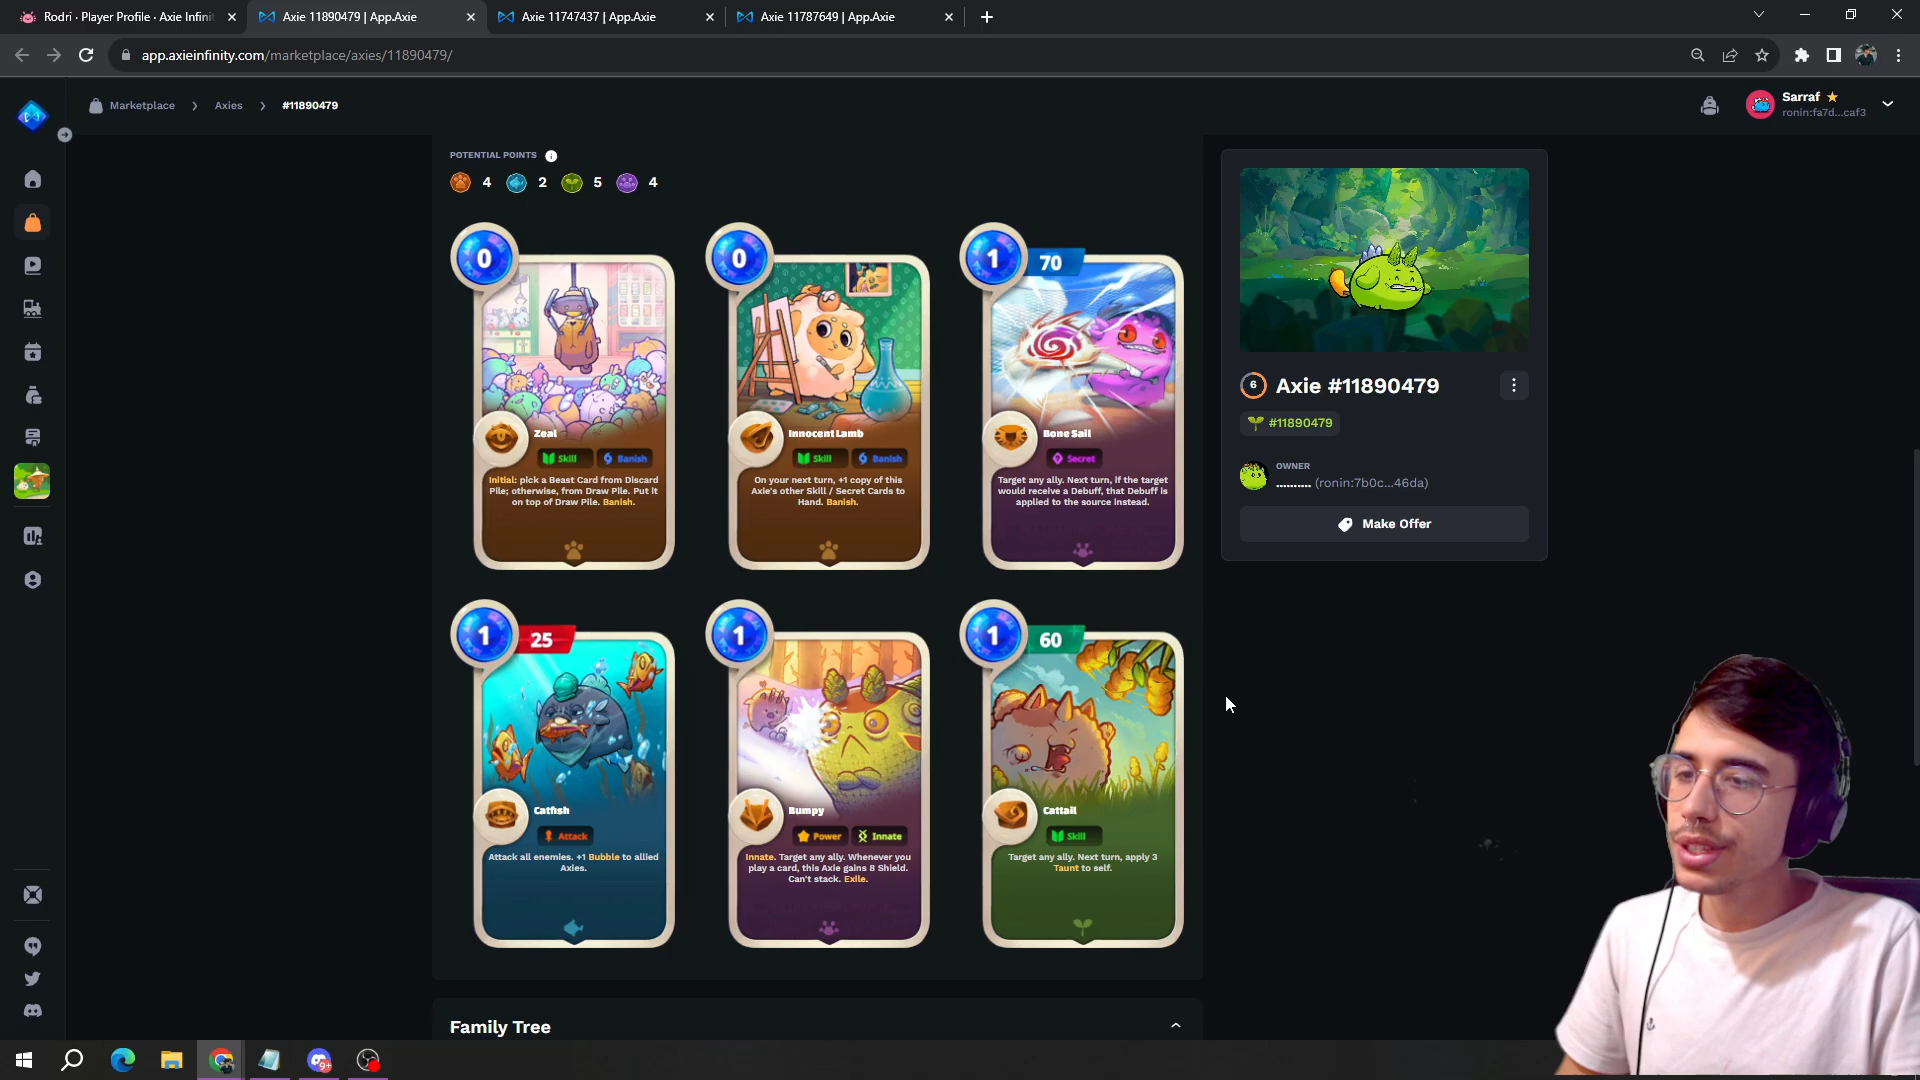 Rodri · Player Profile · Axie Infinit
Axie 11890479 | App.Axie
Axie 11747437 | App.Axie
Axie 11787649 | App.Axie
app.axieinfinity.com/marketplace/axies/11890479/
Marketplace
Axies
#11890479
Sarraf
ronin:fa7d...caf3
POTENTIAL POINTS
4
2
5
4
0
Zeal
Skill
Banish
Initial: pick a Beast Card from Discard
Pile; otherwise, from Draw Pile. Put it
on top of Draw Pile. Banish.
0
Innocent Lamb
Skill
Banish
On your next turn, +1 copy of this
Axie's other Skill / Secret Cards to
Hand. Banish.
1
70
Bone Sail
Secret
Target any ally. Next turn, if the target
would receive a Debuff, that Debuff is
applied to the source instead.
1
25
Catfish
Attack
Attack all enemies. +1 Bubble to allied
Axies.
1
Bumpy
Power
Innate
Innate. Target any ally. Whenever you
play a card, this Axie gains 8 Shield.
Can't stack. Exile.
1
60
Cattail
Skill
Target any ally. Next turn, apply 3
Taunt to self.
6
Axie #11890479
#11890479
OWNER
......... (ronin:7b0c...46da)
Make Offer
Family Tree
9+